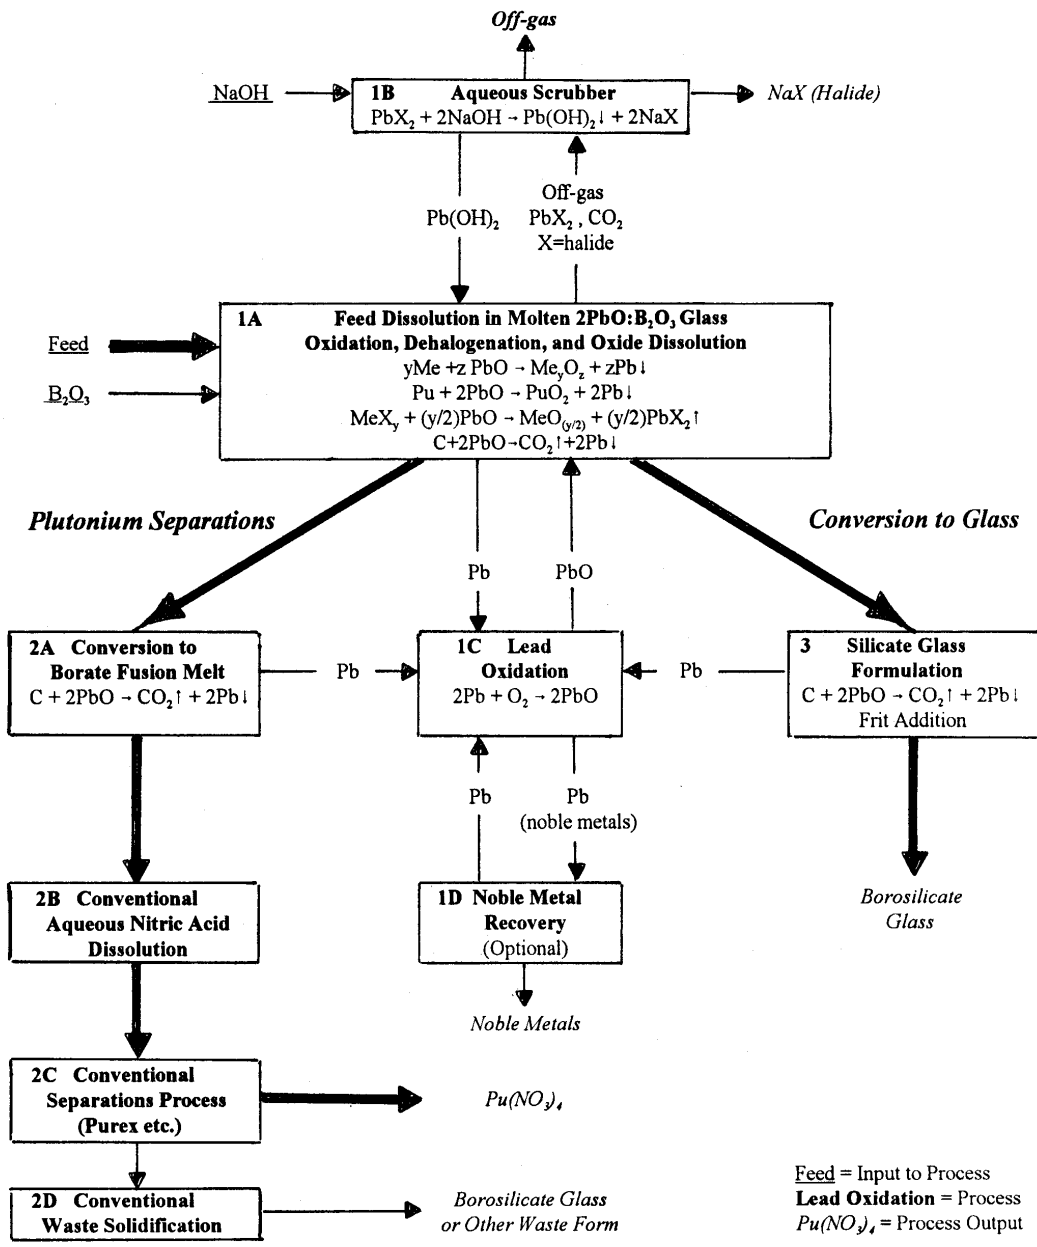 Off-gas
NaOH
1B Aqueous Scrubber
PbX₂ + 2NaOH → Pb(OH)₂↓ + 2NaX
NaX (Halide)
Pb(OH)₂
Off-gas
PbX₂ , CO₂
X=halide
Feed
B₂O₃
1A Feed Dissolution in Molten 2PbO:B₂O₃ Glass
Oxidation, Dehalogenation, and Oxide Dissolution
yMe +z PbO → MeyOz + zPb↓
Pu + 2PbO → PuO₂ + 2Pb↓
MeXy + (y/2)PbO → MeO(y/2) + (y/2)PbX₂↑
C+2PbO→CO₂↑+2Pb↓
Plutonium Separations
Conversion to Glass
Pb
PbO
2A Conversion to
Borate Fusion Melt
C + 2PbO → CO₂↑ + 2Pb↓
Pb
1C Lead
Oxidation
2Pb + O₂ → 2PbO
Pb
3 Silicate Glass
Formulation
C + 2PbO → CO₂↑ + 2Pb↓
Frit Addition
Pb
Pb
(noble metals)
2B Conventional
Aqueous Nitric Acid
Dissolution
1D Noble Metal
Recovery
(Optional)
Borosilicate
Glass
Noble Metals
2C Conventional
Separations Process
(Purex etc.)
Pu(NO₃)₄
2D Conventional
Waste Solidification
Borosilicate Glass
or Other Waste Form
Feed = Input to Process
Lead Oxidation = Process
Pu(NO₃)₄ = Process Output